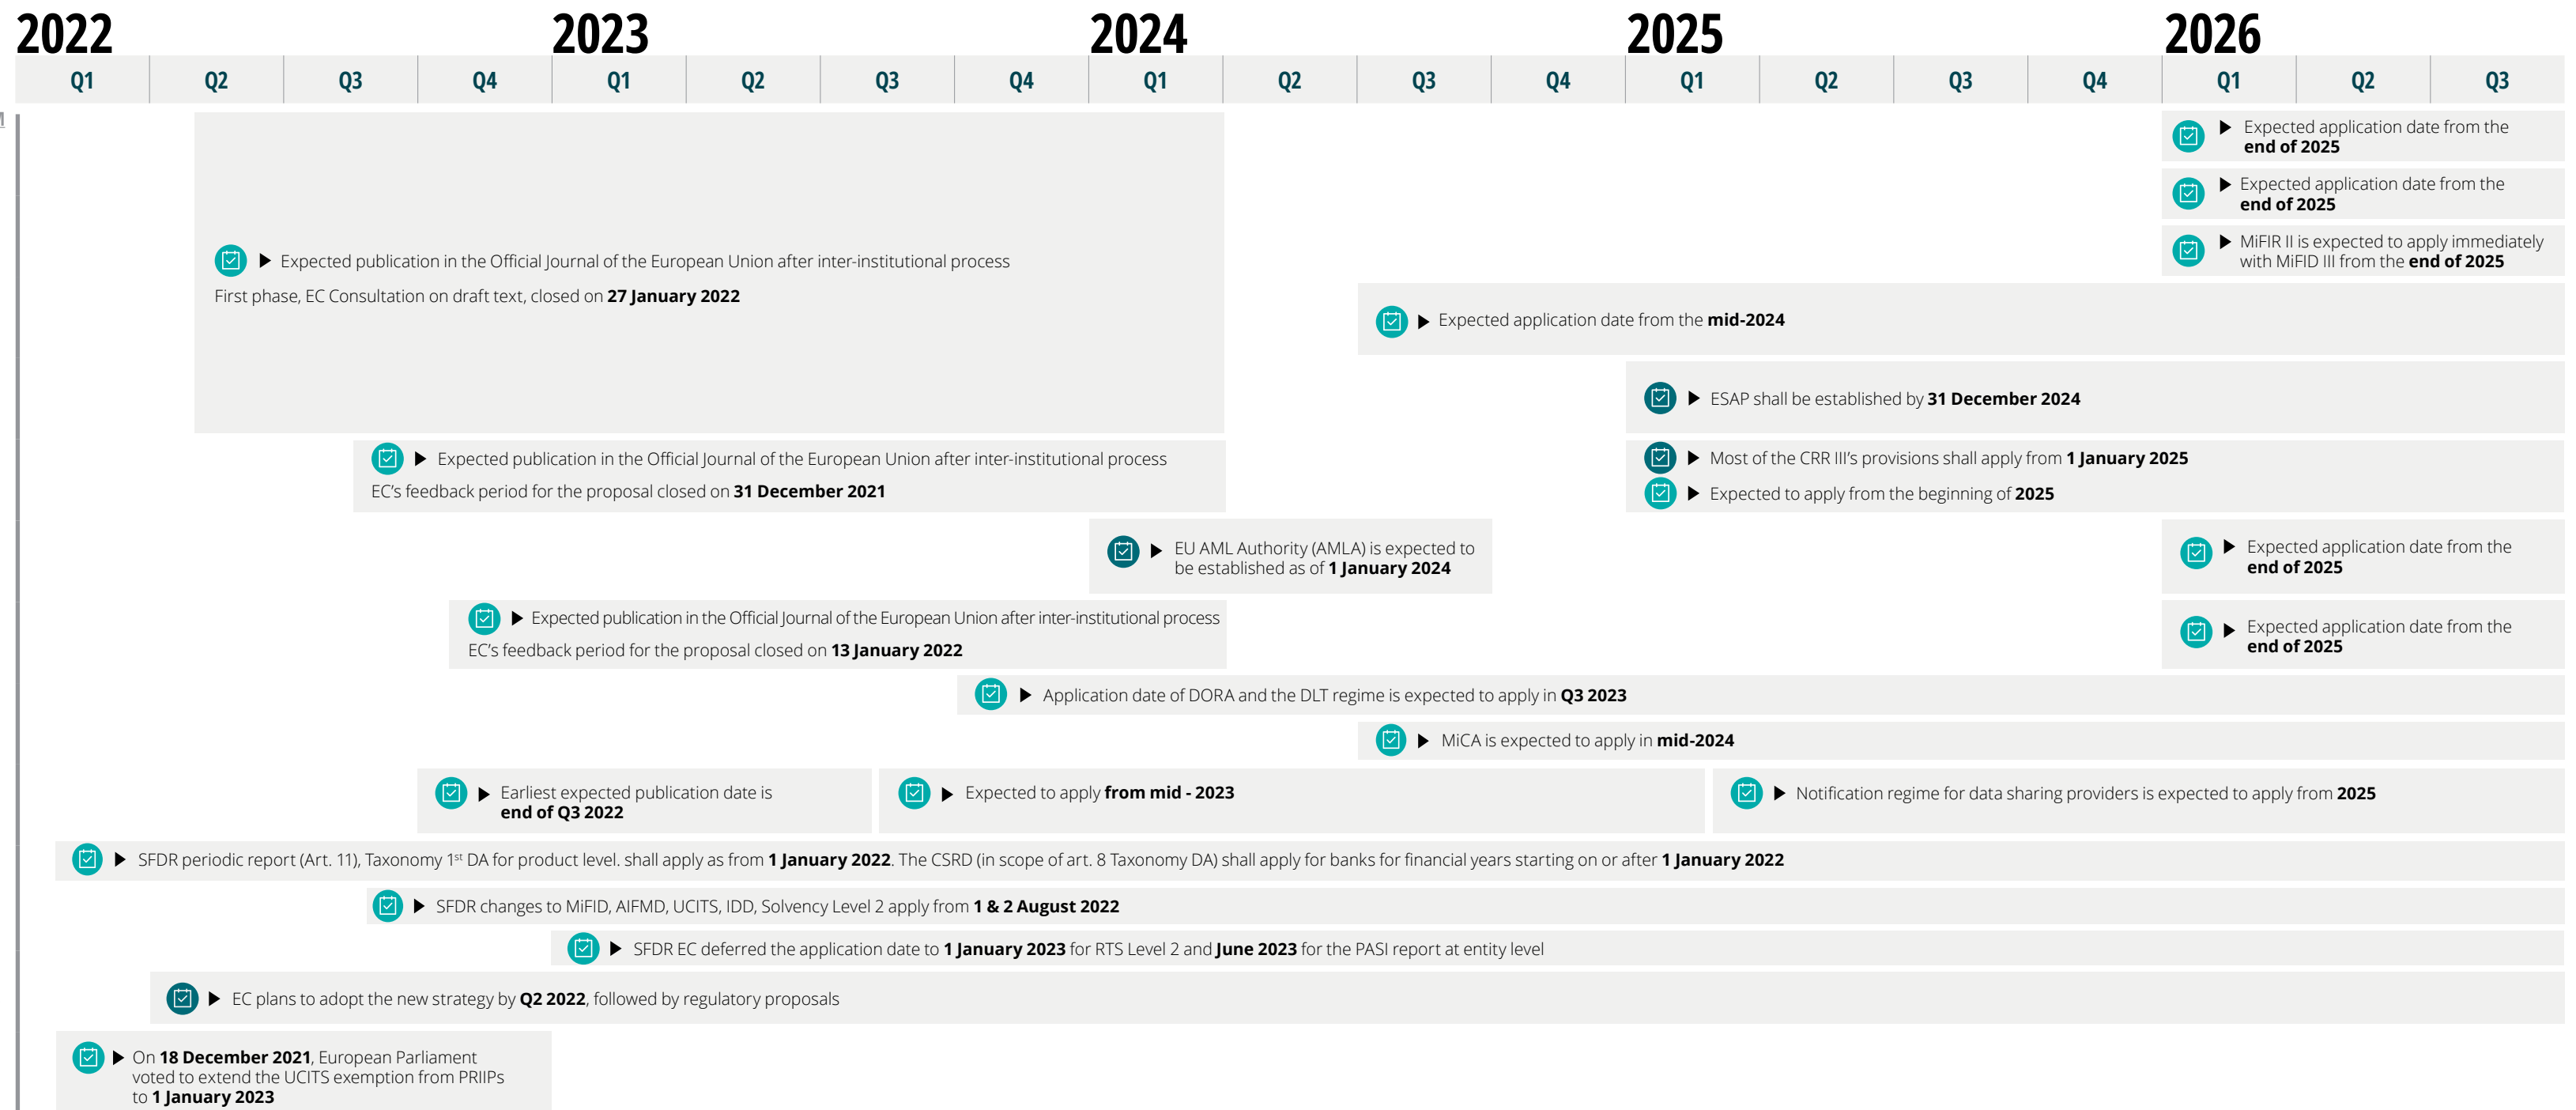 2022 2023 2024 2025 2026
Q1 Q2 Q3 Q4 Q1 Q2 Q3 Q4 Q1 Q2 Q3 Q4 Q1 Q2 Q3 Q4 Q1 Q2 Q3
Expected application date from the
end of 2025
Expected application date from the
end of 2025
MiFIR II is expected to apply immediately
with MiFID III from the end of 2025
Expected publication in the Official Journal of the European Union after inter-institutional process
First phase, EC Consultation on draft text, closed on 27 January 2022
Expected application date from the mid-2024
ESAP shall be established by 31 December 2024
Expected publication in the Official Journal of the European Union after inter-institutional process
EC’s feedback period for the proposal closed on 31 December 2021
Most of the CRR III’s provisions shall apply from 1 January 2025
Expected to apply from the beginning of 2025
EU AML Authority (AMLA) is expected to
be established as of 1 January 2024
Expected application date from the
end of 2025
Expected publication in the Official Journal of the European Union after inter-institutional process
EC’s feedback period for the proposal closed on 13 January 2022
Expected application date from the
end of 2025
Application date of DORA and the DLT regime is expected to apply in Q3 2023
MiCA is expected to apply in mid-2024
Earliest expected publication date is
end of Q3 2022
Expected to apply from mid - 2023
Notification regime for data sharing providers is expected to apply from 2025
SFDR periodic report (Art. 11), Taxonomy 1st DA for product level. shall apply as from 1 January 2022. The CSRD (in scope of art. 8 Taxonomy DA) shall apply for banks for financial years starting on or after 1 January 2022
SFDR changes to MiFID, AIFMD, UCITS, IDD, Solvency Level 2 apply from 1 & 2 August 2022
SFDR EC deferred the application date to 1 January 2023 for RTS Level 2 and June 2023 for the PASI report at entity level
EC plans to adopt the new strategy by Q2 2022, followed by regulatory proposals
On 18 December 2021, European Parliament
voted to extend the UCITS exemption from PRIIPs
to 1 January 2023